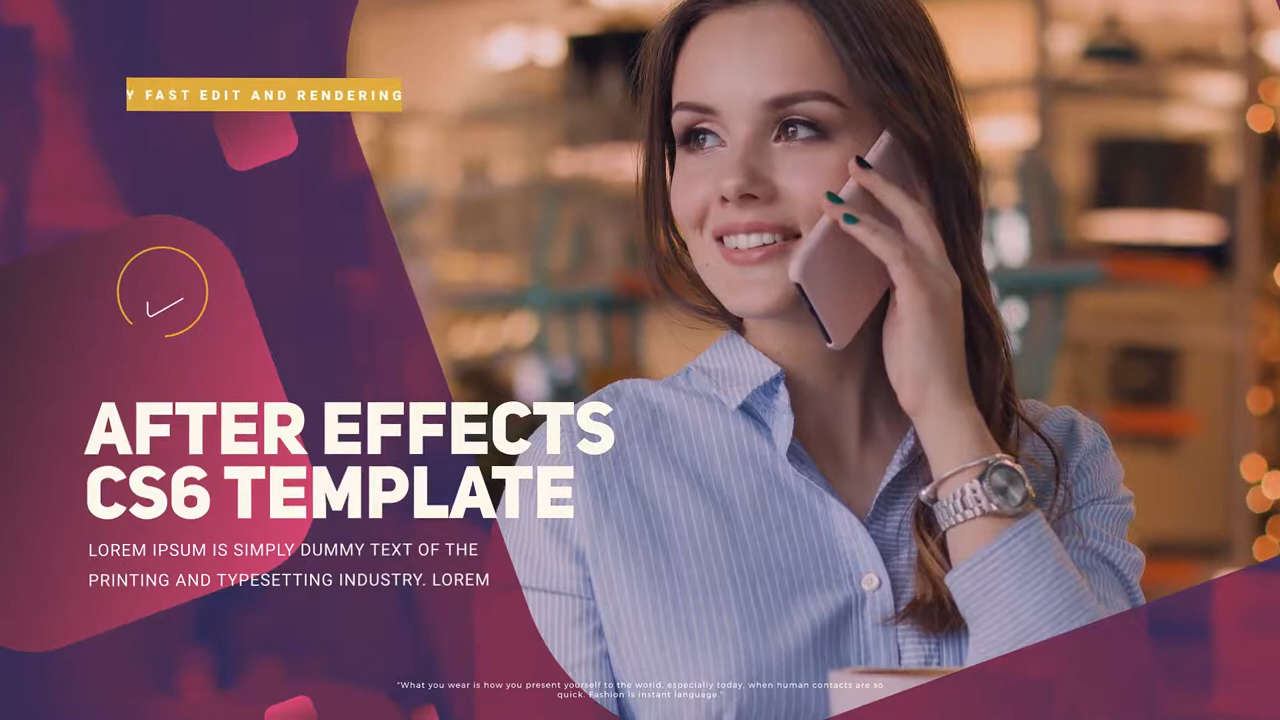 Y FAST EDIT AND RENDERING
AFTER EFFECTS
CS6 TEMPLATE
LOREM IPSUM IS SIMPLY DUMMY TEXT OF THE
PRINTING AND TYPESETTING INDUSTRY. LOREM
"What you wear is how you present yourself to the world, especially today, when human contacts are so
quick. Fashion is instant language."